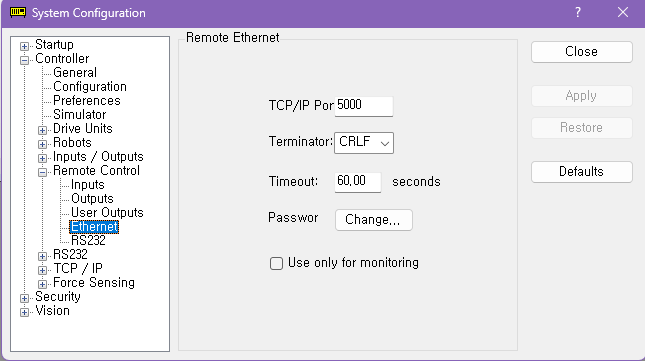 System Configuration
Startup
Controller
General
Configuration
Preferences
Simulator
Drive Units
Robots
Inputs / Outputs
Remote Control
Inputs
Outputs
User Outputs
Ethernet
RS232
RS232
TCP / IP
Force Sensing
Security
Vision
Remote Ethernet
TCP/IP Por 5000
Terminator: CRLF
Timeout: 60,00 seconds
Passwor Change...
Use only for monitoring
Close
Apply
Restore
Defaults